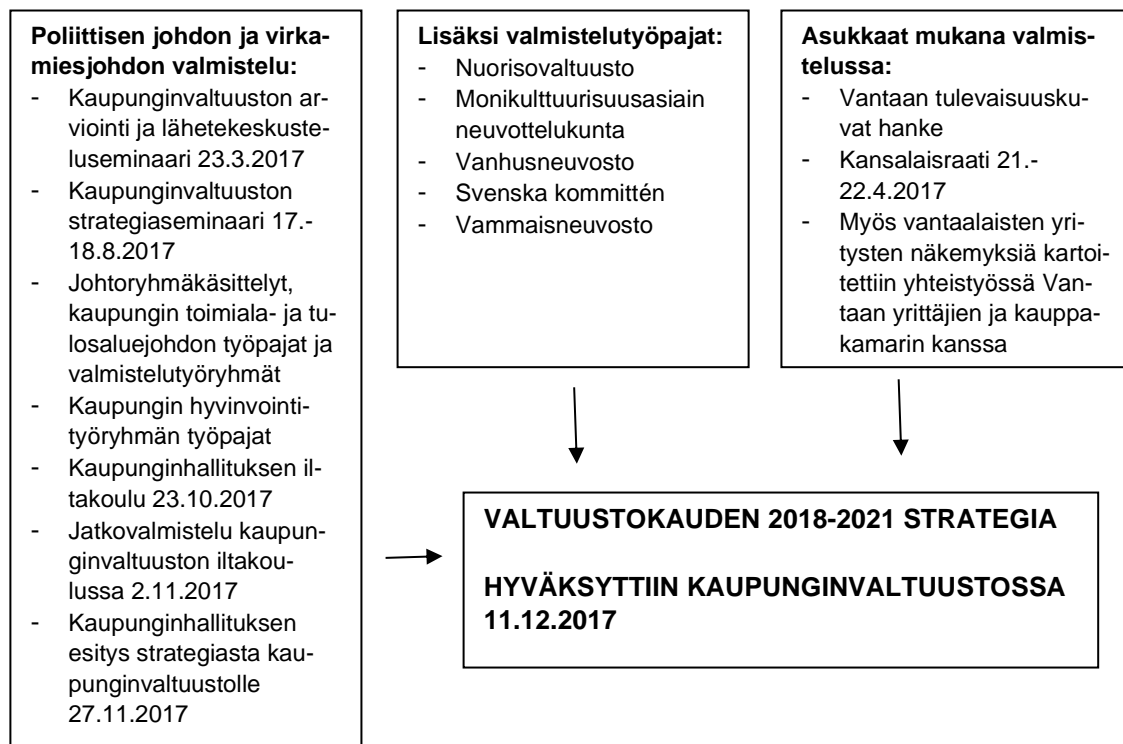 Poliittisen johdon ja virka-
miesjohdon valmistelu:
- Kaupunginvaltuuston ar-
viointi ja lähetekeskuste-
luseminaari 23.3.2017
- Kaupunginvaltuuston
strategiaseminaari 17.-
18.8.2017
- Johtoryhmäkäsittelyt,
kaupungin toimiala- ja tu-
losaluejohdon työpajat ja
valmistelutyöryhmät
- Kaupungin hyvinvointi-
työryhmän työpajat
- Kaupunginhallituksen il-
takoulu 23.10.2017
- Jatkovalmistelu kaupun-
ginvaltuuston iltakou-
lussa 2.11.2017
- Kaupunginhallituksen
esitys strategiasta kau-
punginvaltuustolle
27.11.2017
Lisäksi valmistelutyöpajat:
- Nuorisovaltuusto
- Monikulttuurisuusasiain
neuvottelukunta
- Vanhusneuvosto
- Svenska kommittén
- Vammaisneuvosto
Asukkaat mukana valmis-
telussa:
- Vantaan tulevaisuusku-
vat hanke
- Kansalaisraati 21.-
22.4.2017
- Myös vantaalaisten yri-
tysten näkemyksiä kartoi-
tettiin yhteistyössä Van-
taan yrittäjien ja kauppa-
kamarin kanssa
VALTUUSTOKAUDEN 2018-2021 STRATEGIA
HYVÄKSYTTIIN KAUPUNGINVALTUUSTOSSA
11.12.2017